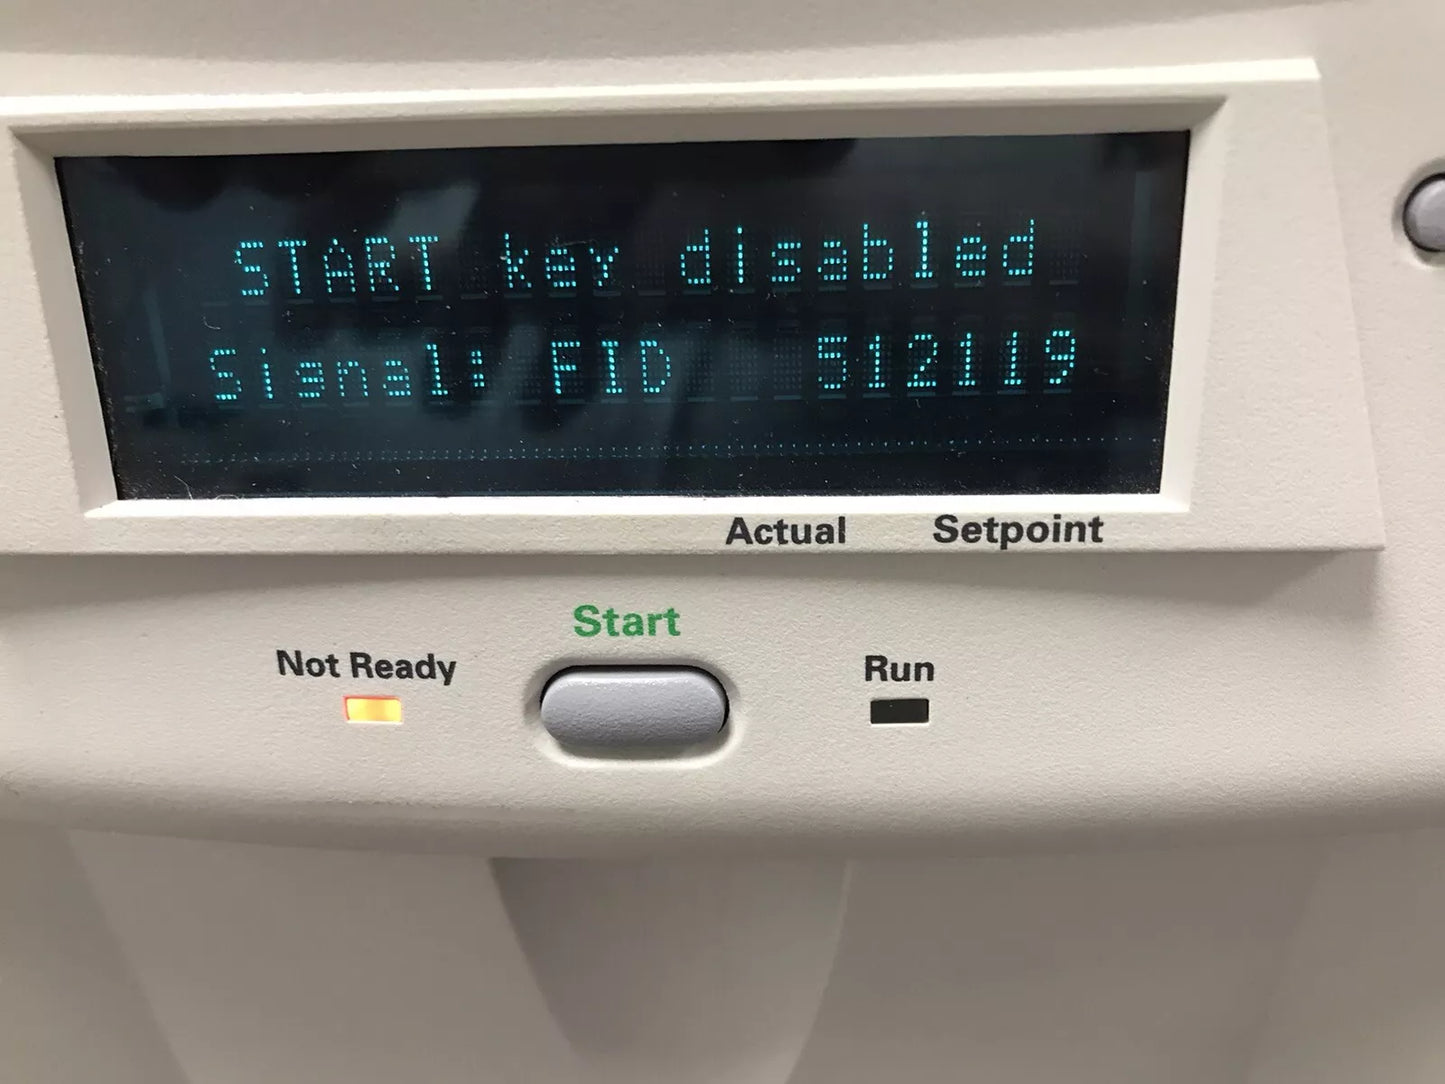 START key disabled
Signal: FID 512119
Actual Setpoint
Start
Not Ready Run